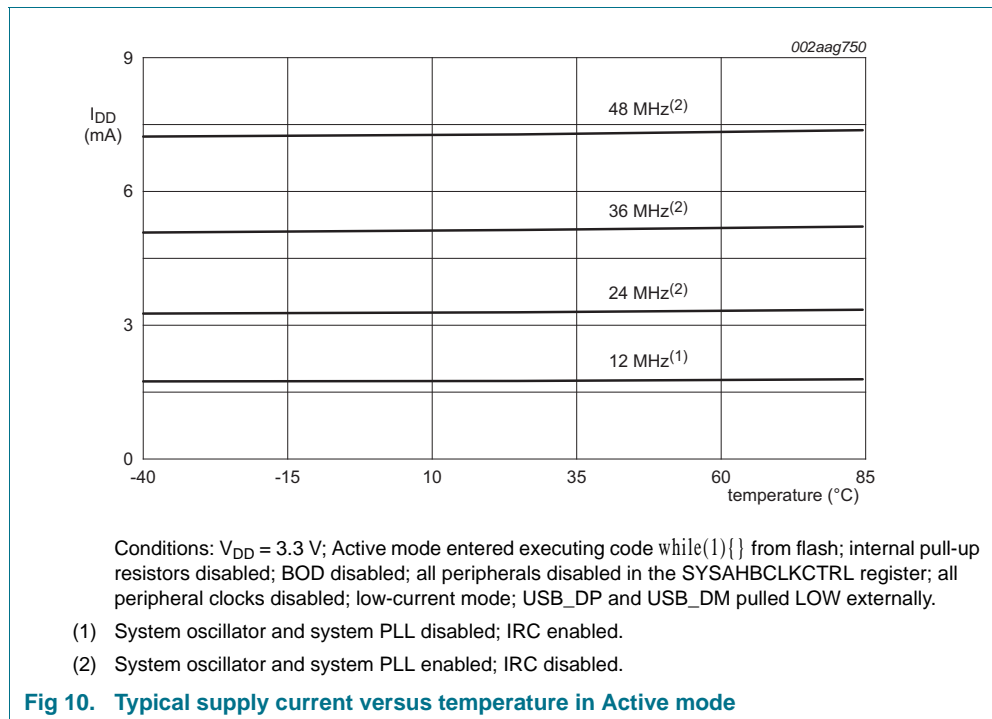 002aag750
9
I_DD
(mA)
48 MHz(2)
6
36 MHz(2)
24 MHz(2)
3
12 MHz(1)
0
-40 -15 10 35 60 85
temperature (°C)
Conditions: V_DD = 3.3 V; Active mode entered executing code while(1){} from flash; internal pull-up
resistors disabled; BOD disabled; all peripherals disabled in the SYSAHBCLKCTRL register; all
peripheral clocks disabled; low-current mode; USB_DP and USB_DM pulled LOW externally.
(1) System oscillator and system PLL disabled; IRC enabled.
(2) System oscillator and system PLL enabled; IRC disabled.
Fig 10. Typical supply current versus temperature in Active mode